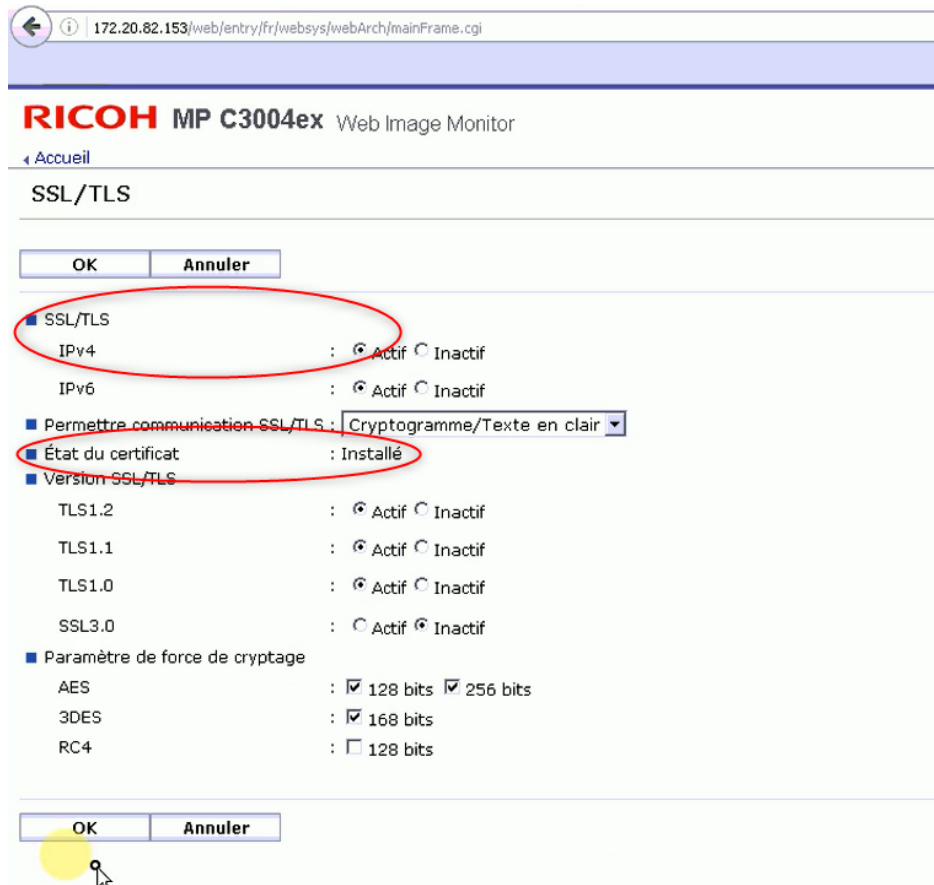 172.20.82.153/web/entry/fr/websys/webArch/mainFrame.cgi
RICOH MP C3004ex Web Image Monitor
Accueil
SSL/TLS
OK Annuler
SSL/TLS
IPv4 : Actif Inactif
IPv6 : Actif Inactif
Permettre communication SSL/TLS : Cryptogramme/Texte en clair
État du certificat : Installé
Version SSL/TLS
TLS1.2 : Actif Inactif
TLS1.1 : Actif Inactif
TLS1.0 : Actif Inactif
SSL3.0 : Actif Inactif
Paramètre de force de cryptage
AES : 128 bits 256 bits
3DES : 168 bits
RC4 : 128 bits
OK Annuler